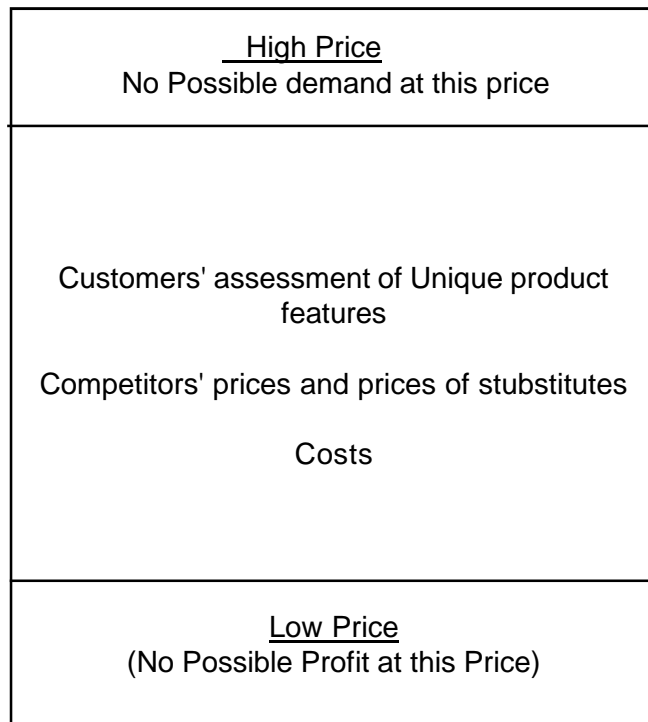 High Price
No Possible demand at this price
Customers' assessment of Unique product
features
Competitors' prices and prices of stubstitutes
Costs
Low Price
(No Possible Profit at this Price)